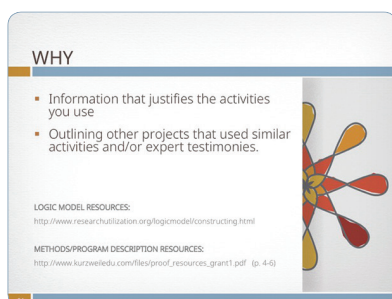 WHY
▪ Information that justifies the activities
you use
▪ Outlining other projects that used similar
activities and/or expert testimonies.
LOGIC MODEL RESOURCES:
http://www.researchutilization.org/logicmodel/constructing.html
METHODS/PROGRAM DESCRIPTION RESOURCES:
http://www.kurzweiledu.com/files/proof_resources_grant1.pdf (p. 4-6)